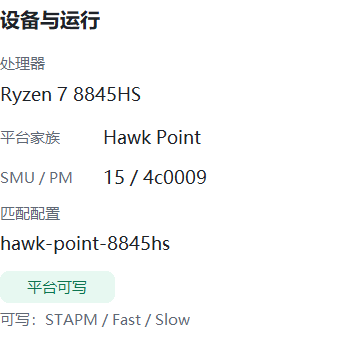 设备与运行
处理器
Ryzen 7 8845HS
平台家族 Hawk Point
SMU / PM 15 / 4c0009
匹配配置
hawk-point-8845hs
平台可写
可写：STAPM / Fast / Slow